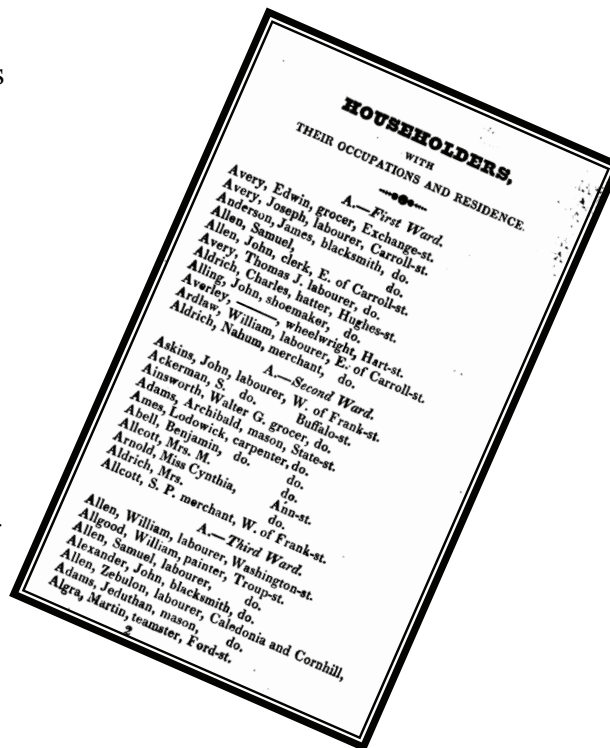 s
HOUSEHOLDERS,
WITH
THEIR OCCUPATIONS AND RESIDENCE.
A.—First Ward.
Avery, Edwin, grocer, Exchange-st.
Avery, Joseph, labourer, Carroll-st.
Anderson, James, blacksmith, do.
Allen, Samuel, do.
Allen, John, clerk, E. of Carroll-st.
Avery, Thomas J. labourer, do.
Aldrich, Charles, hatter, Hughes-st.
Alling, John, shoemaker, do.
Averley, ———, wheelwright, Hart-st.
Ardlaw, William, labourer, E. of Carroll-st.
Aldrich, Nahum, merchant, do.
A.—Second Ward.
Askins, John, labourer, W. of Frank-st.
Ackerman, S. do. Buffalo-st.
Ainsworth, Walter G. grocer, do.
Adams, Archibald, mason, State-st.
Ames, Lodowick, carpenter, do.
Abell, Benjamin, do. do.
Allcott, Mrs. M. do.
Arnold, Miss Cynthia, Ann-st.
Aldrich, Mrs. do.
Allcott, S. P. merchant, W. of Frank-st.
A.—Third Ward.
Allen, William, labourer, Washington-st.
Allgood, William, painter, Troup-st.
Allen, Samuel, labourer, do.
Alexander, John, blacksmith, do.
Allen, Zebulon, labourer, Caledonia and Cornhill,
Adams, Jeduthan, mason, do.
Algra, Martin, teamster, Ford-st.
2